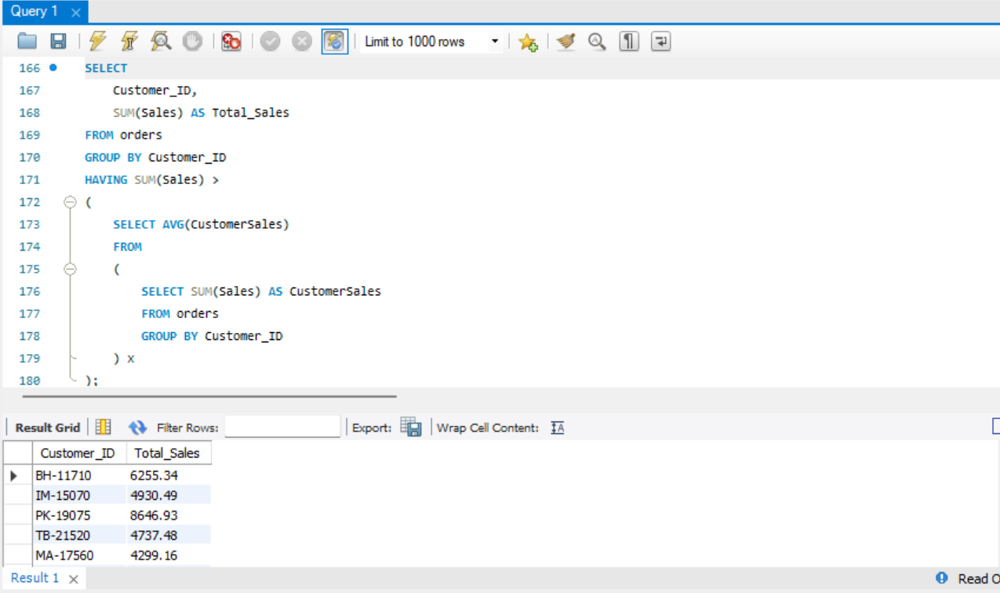 Query 1
Limit to 1000 rows
166 SELECT
167 Customer_ID,
168 SUM(Sales) AS Total_Sales
169 FROM orders
170 GROUP BY Customer_ID
171 HAVING SUM(Sales) >
172 (
173 SELECT AVG(CustomerSales)
174 FROM
175 (
176 SELECT SUM(Sales) AS CustomerSales
177 FROM orders
178 GROUP BY Customer_ID
179 ) x
180 );
Result Grid Filter Rows: Export: Wrap Cell Content: IA
Customer_ID Total_Sales
BH-11710 6255.34
IM-15070 4930.49
PK-19075 8646.93
TB-21520 4737.48
MA-17560 4299.16
Result 1 Read O